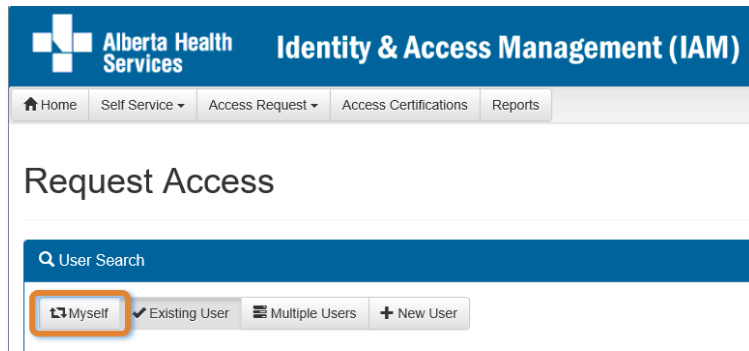 Alberta Health Services
Identity & Access Management (IAM)
Home Self Service Access Request Access Certifications Reports
Request Access
User Search
Myself Existing User Multiple Users New User